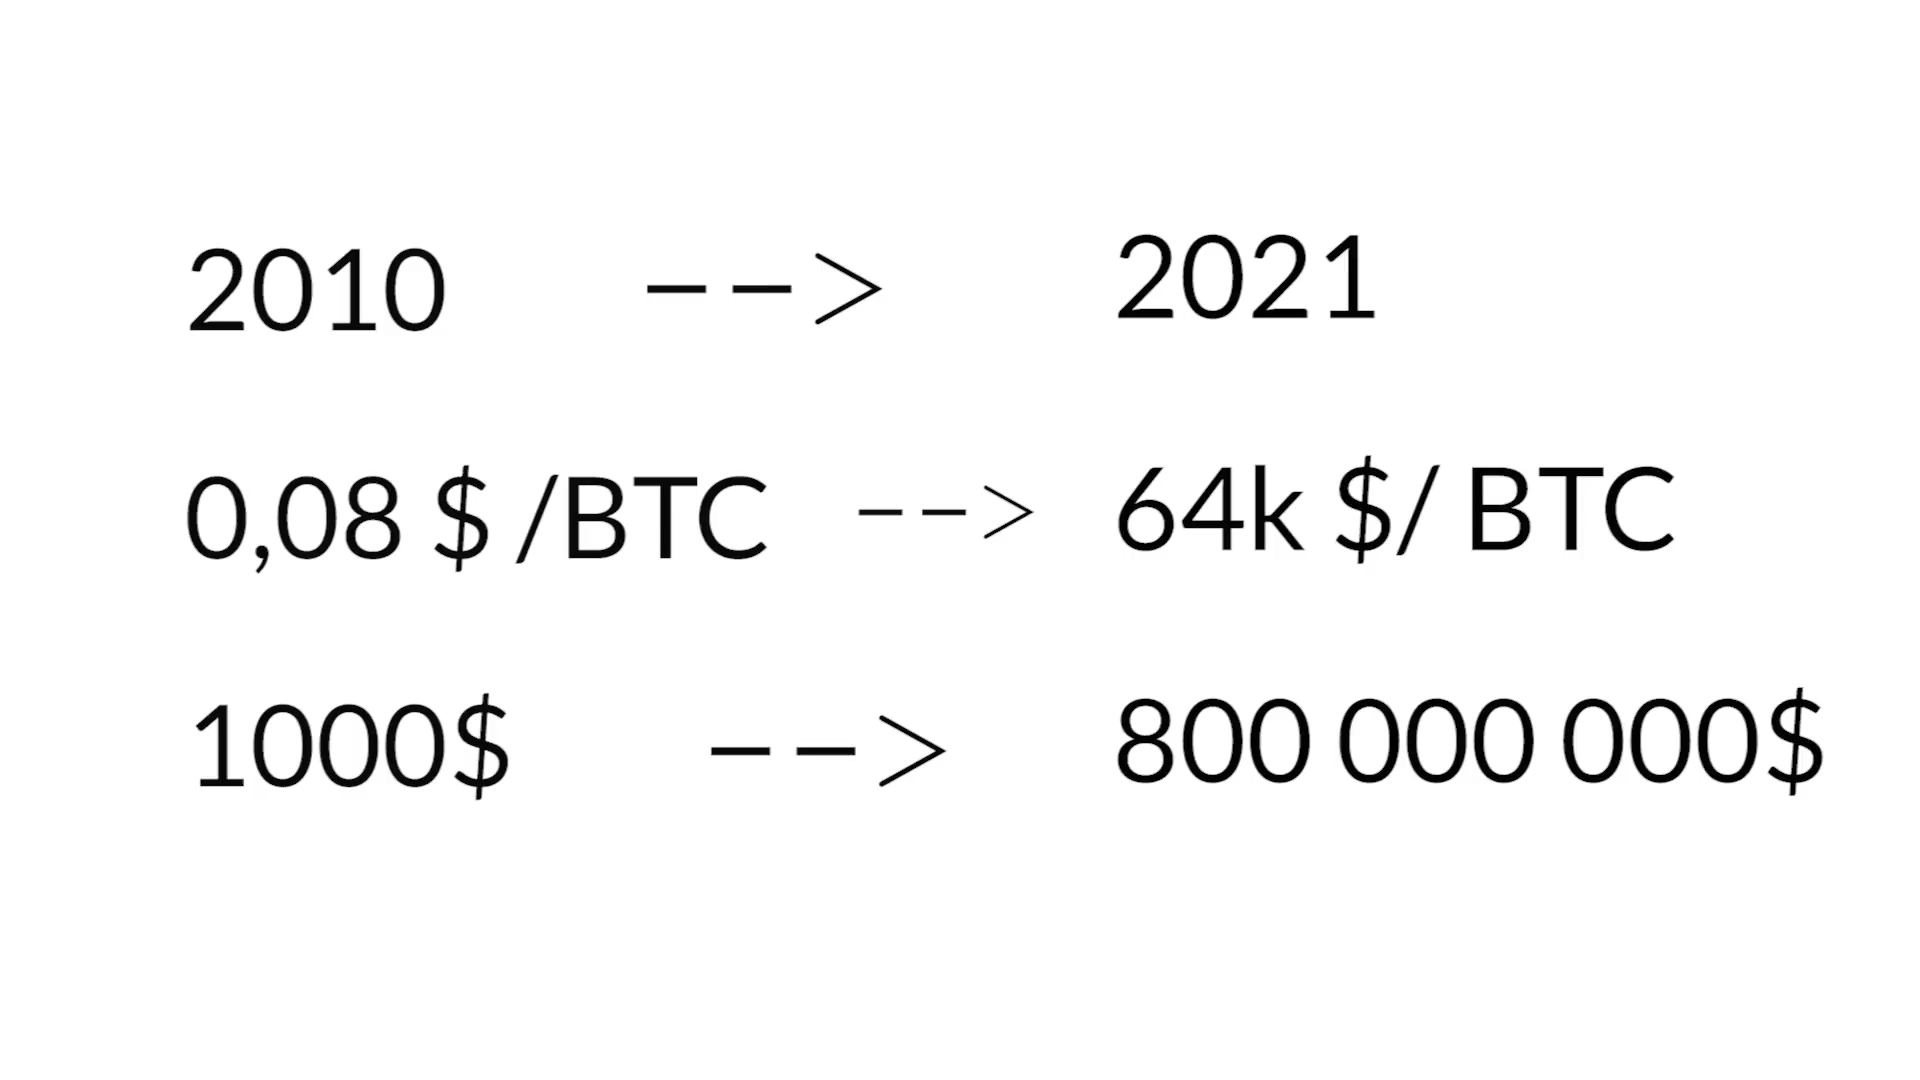 2010 --> 2021
0,08 $ /BTC --> 64k $/ BTC
1000$ --> 800 000 000$